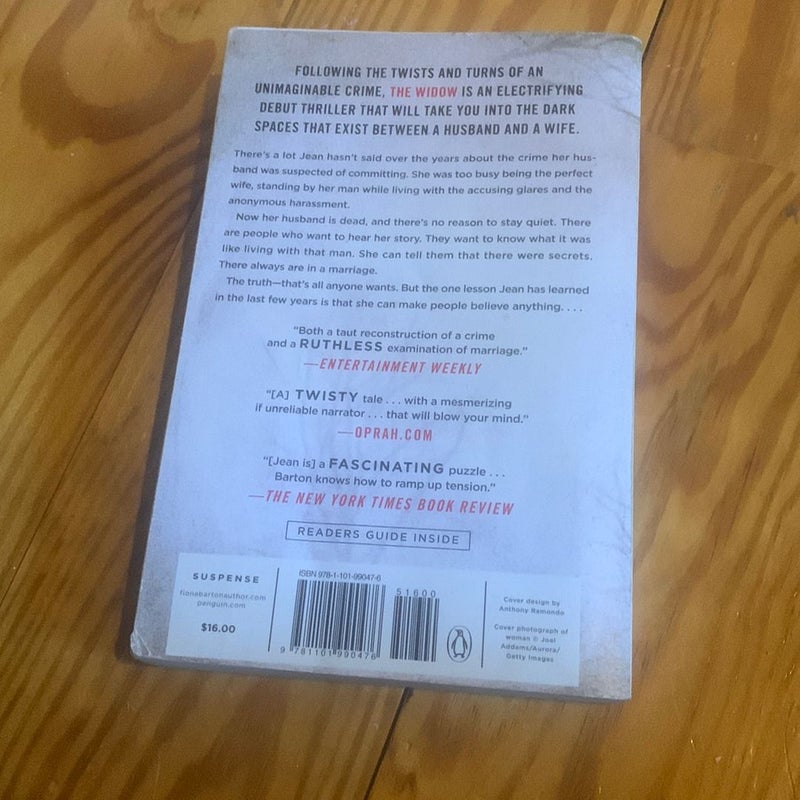 FOLLOWING THE TWISTS AND TURNS OF AN
UNIMAGINABLE CRIME, THE WIDOW IS AN ELECTRIFYING
DEBUT THRILLER THAT WILL TAKE YOU INTO THE DARK
SPACES THAT EXIST BETWEEN A HUSBAND AND A WIFE.
There's a lot Jean hasn't said over the years about the crime her hus-
band was suspected of committing. She was too busy being the perfect
wife, standing by her man while living with the accusing glares and the
anonymous harassment.
Now her husband is dead, and there's no reason to stay quiet. There
are people who want to hear her story. They want to know what it was
like living with that man. She can tell them that there were secrets.
There always are in a marriage.
The truth—that's all anyone wants. But the one lesson Jean has learned
in the last few years is that she can make people believe anything. . . .
"Both a taut reconstruction of a crime
and a RUTHLESS examination of marriage."
—ENTERTAINMENT WEEKLY
"[A] TWISTY tale . . . with a mesmerizing
if unreliable narrator . . . that will blow your mind."
—OPRAH.COM
"[Jean is] a FASCINATING puzzle . . .
Barton knows how to ramp up tension."
—THE NEW YORK TIMES BOOK REVIEW
READERS GUIDE INSIDE
SUSPENSE
fionabartonauthor.com
penguin.com
$16.00
ISBN 978-1-101-99047-6
51600
9 781101 990476
Cover design by
Anthony Ramondo
Cover photograph of
woman © Joel
Addams/Aurora/
Getty Images